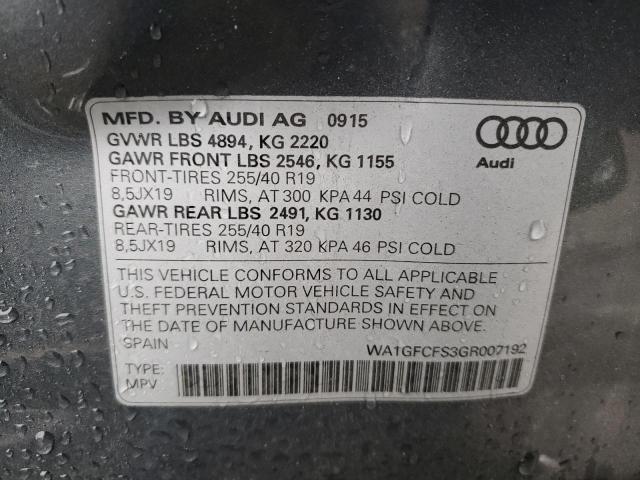 MFD. BY AUDI AG 0915
GVWR LBS 4894, KG 2220
GAWR FRONT LBS 2546, KG 1155
FRONT-TIRES 255/40 R19
8,5JX19 RIMS, AT 300 KPA 44 PSI COLD
GAWR REAR LBS 2491, KG 1130
REAR-TIRES 255/40 R19
8,5JX19 RIMS, AT 320 KPA 46 PSI COLD
Audi
THIS VEHICLE CONFORMS TO ALL APPLICABLE
U.S. FEDERAL MOTOR VEHICLE SAFETY AND
THEFT PREVENTION STANDARDS IN EFFECT ON
THE DATE OF MANUFACTURE SHOWN ABOVE.
SPAIN
WA1GFCFS3GR007192
TYPE:
MPV